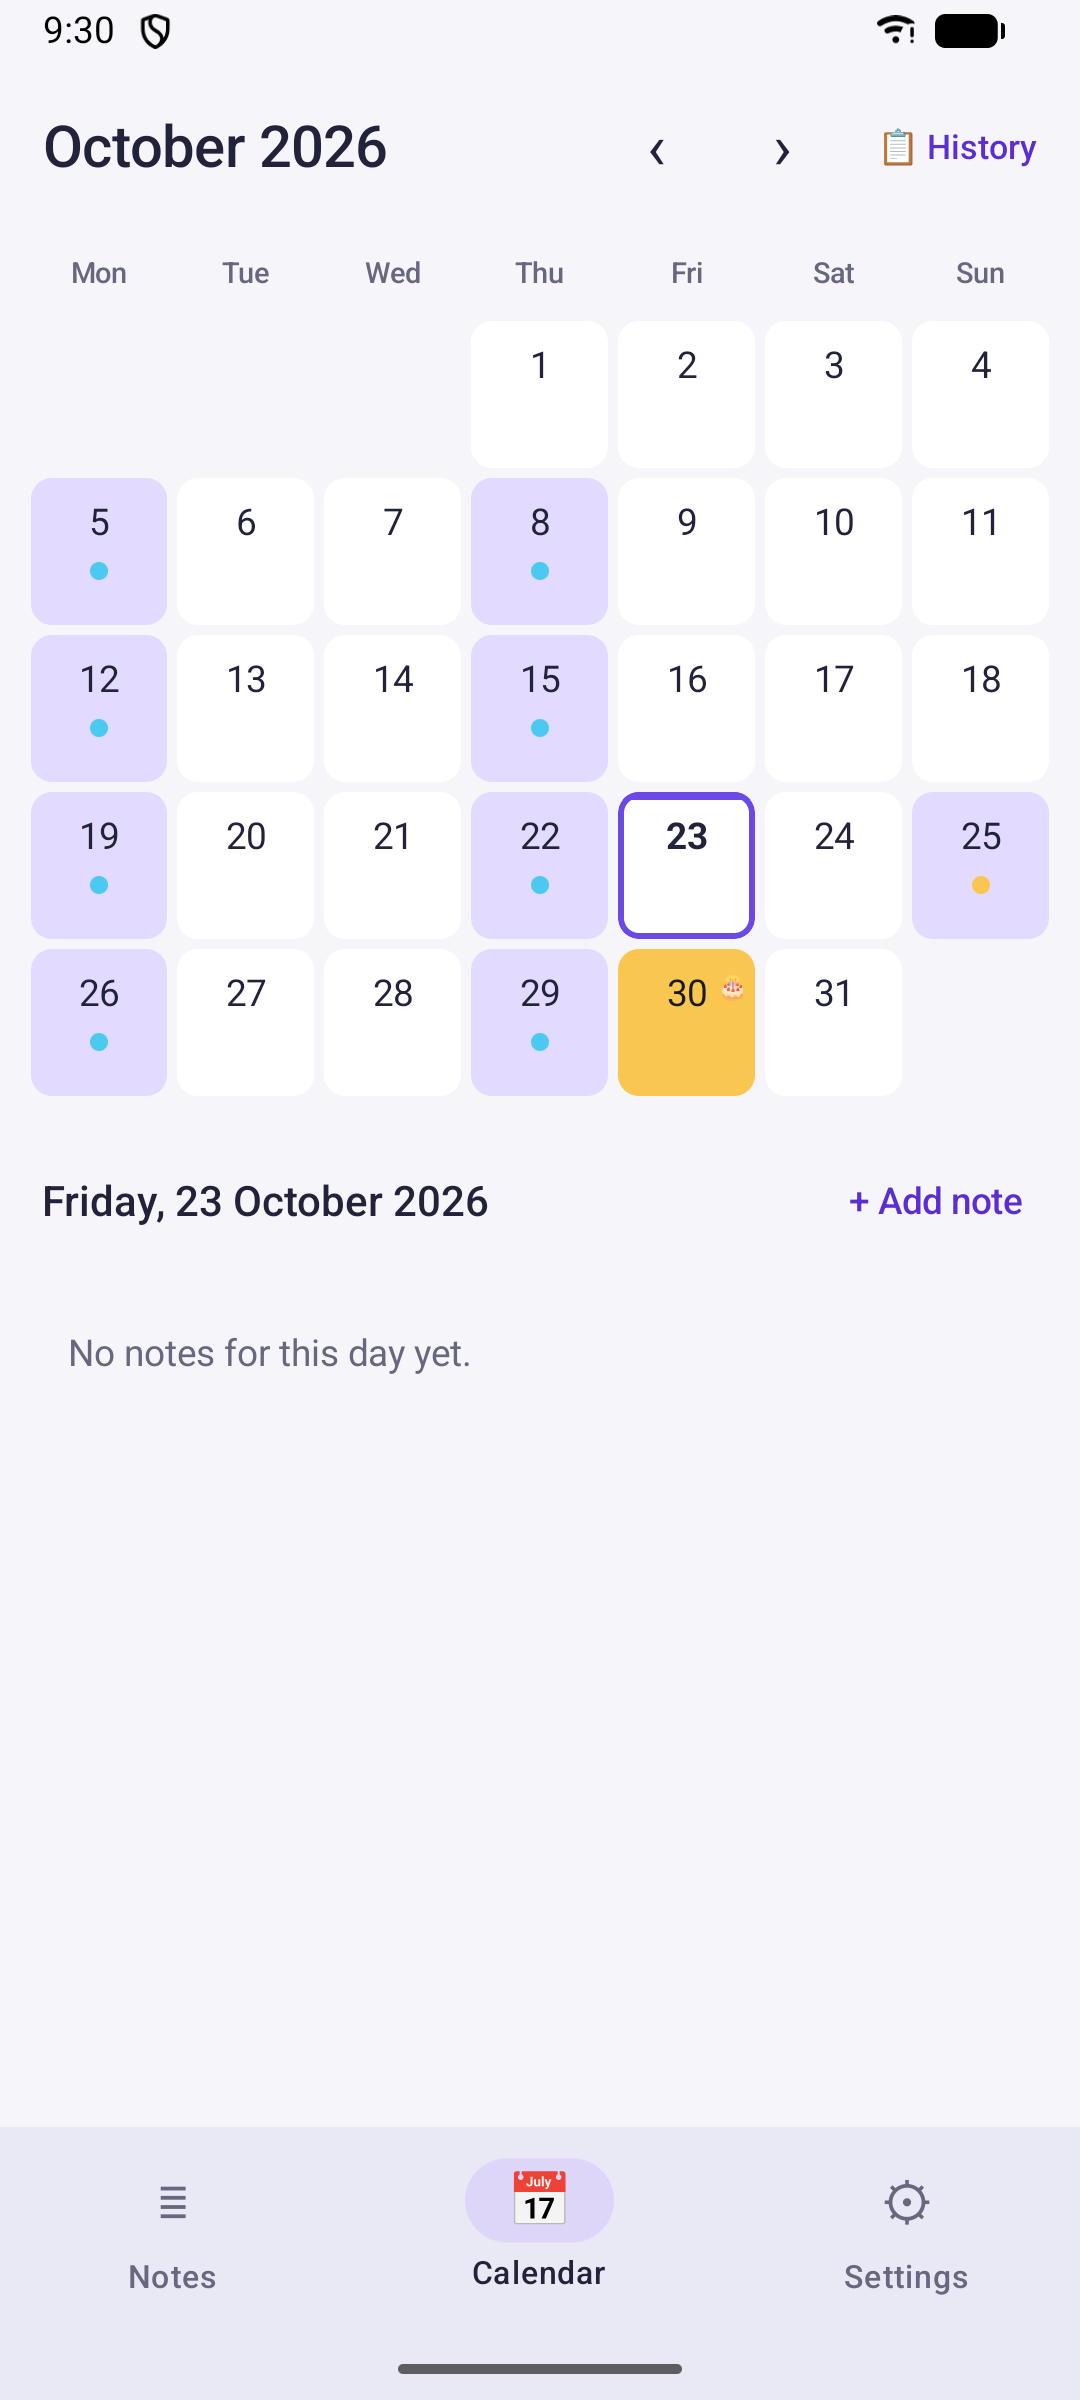 9:30
October 2026 ‹ › 📋 History
Mon Tue Wed Thu Fri Sat Sun
1 2 3 4
5 6 7 8 9 10 11
12 13 14 15 16 17 18
19 20 21 22 23 24 25
26 27 28 29 30 🎂 31
Friday, 23 October 2026 + Add note
No notes for this day yet.
July
17
Notes Calendar Settings